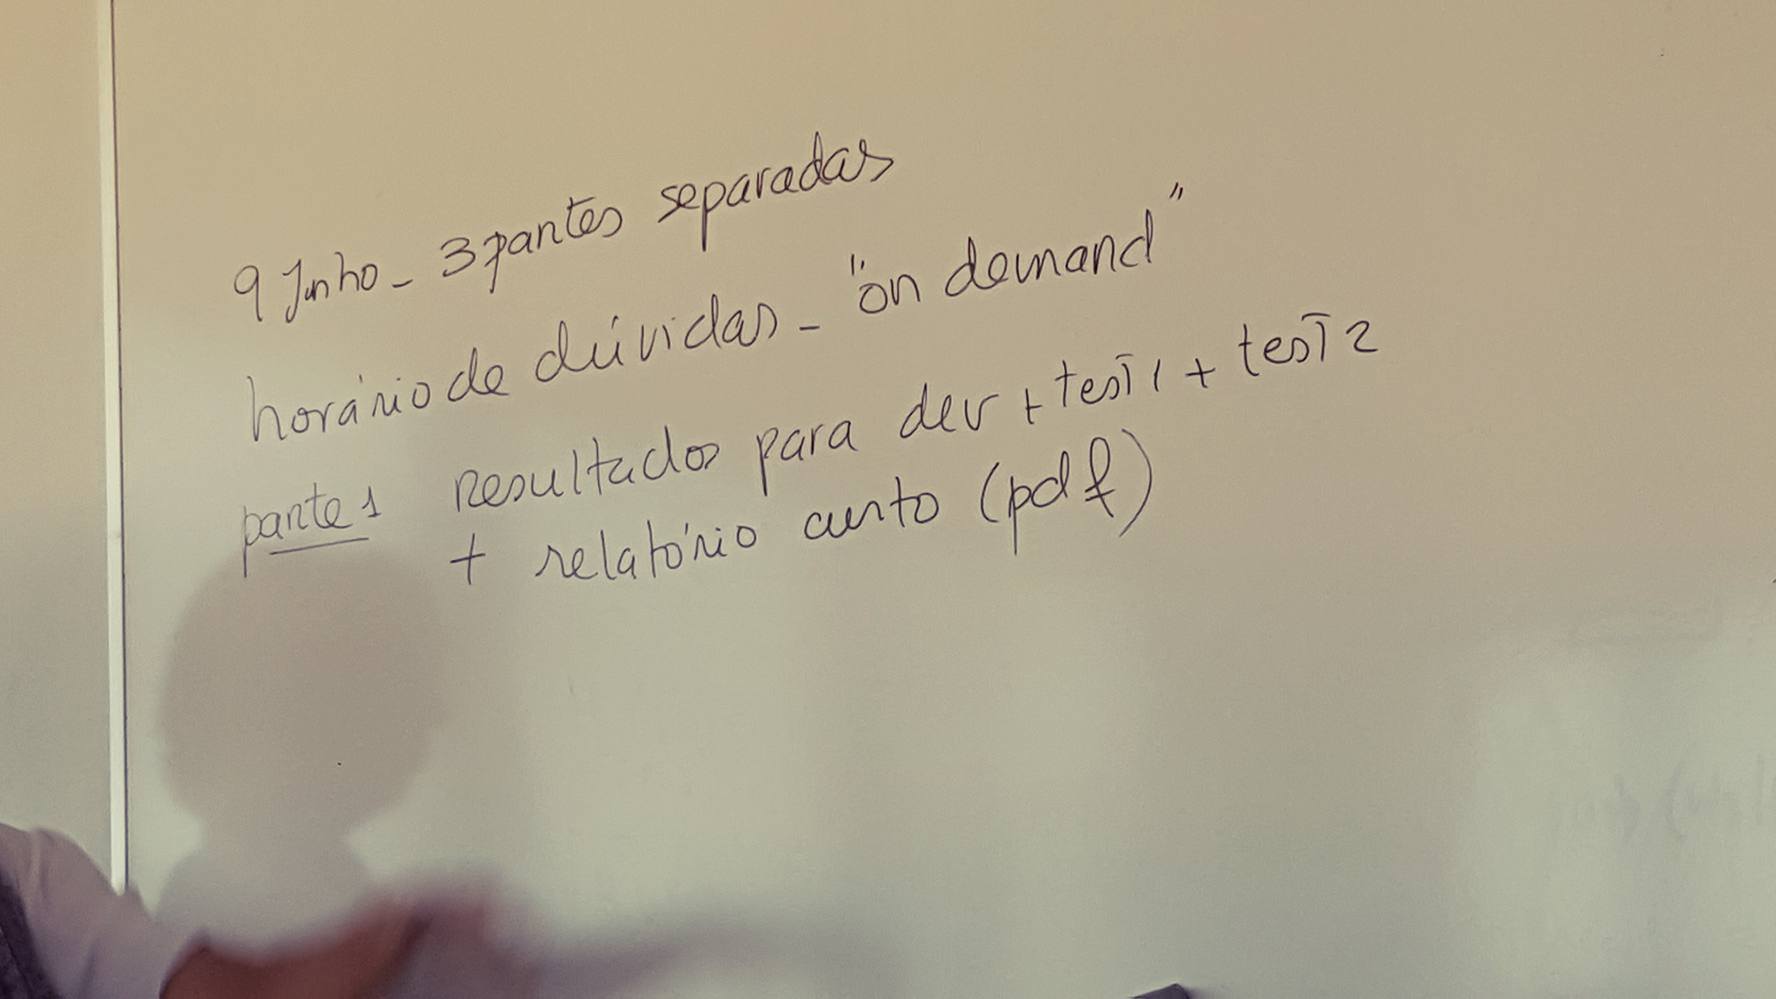 9 Junho - 3 partes separadas
horário de dúvidas - "on demand"
parte 1 resultados para dev + test 1 + test 2
+ relatório curto (pdf)